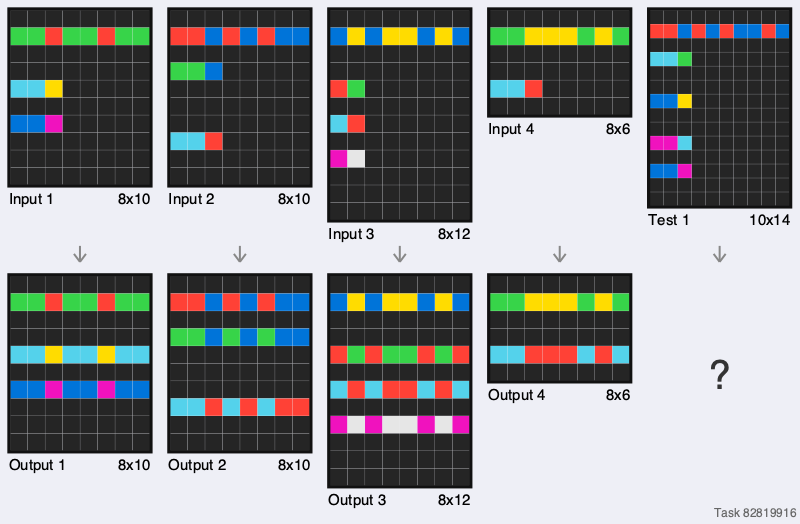 Input 1 8x10
Input 2 8x10
Input 3 8x12
Input 4 8x6
Test 1 10x14
Output 1 8x10
Output 2 8x10
Output 3 8x12
Output 4 8x6
?
Task 82819916